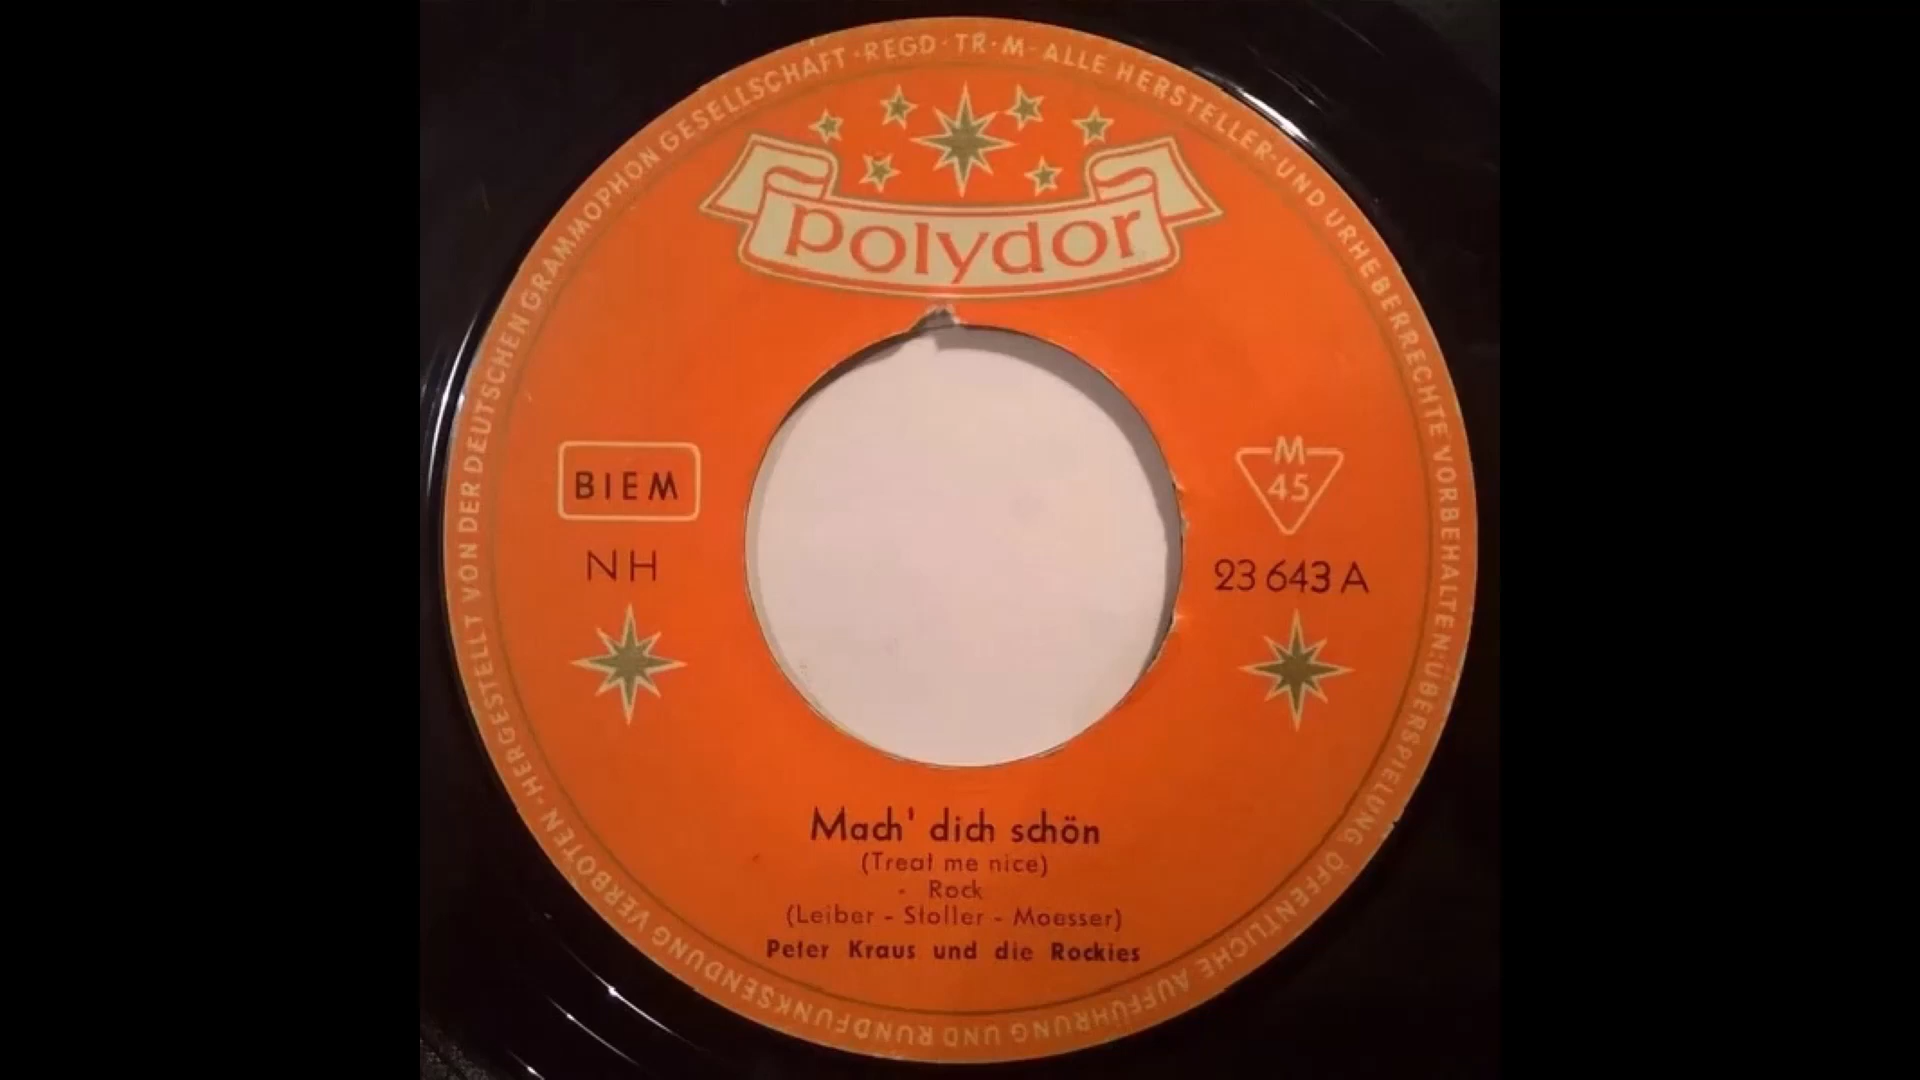 HERGESTELLT VON DER DEUTSCHEN GRAMMOPHON GESELLSCHAFT · REGD · TR · M · ALLE HERSTELLER- UND URHEBERRECHTE VORBEHALTEN: ÜBERSPIELUNG, ÖFFENTLICHE AUFFÜHRUNG UND RUNDFUNKSENDUNG VERBOTEN ·
polydor
BIEM
NH
M
45
23 643 A
Mach' dich schön
(Treat me nice)
- Rock
(Leiber - Stoller - Moesser)
Peter Kraus und die Rockies